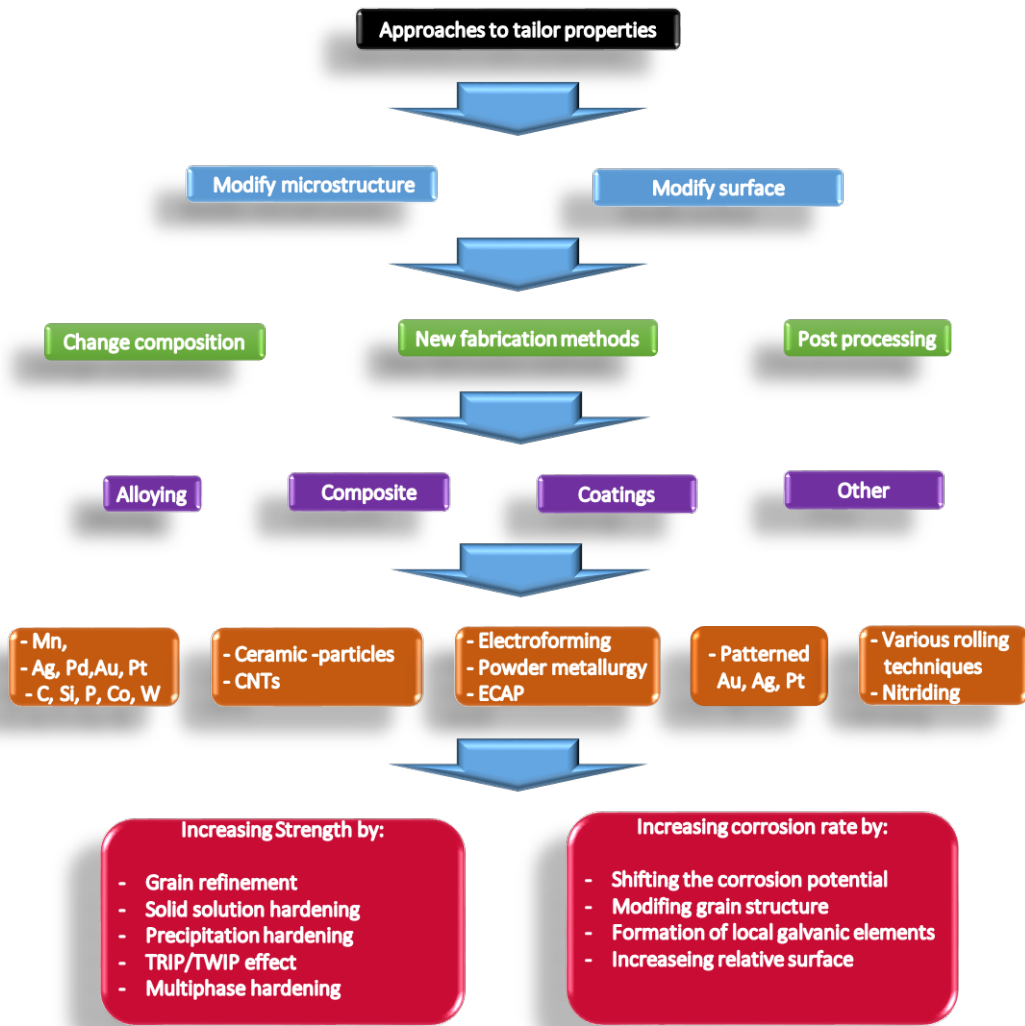 Approaches to tailor properties
Modify microstructure
Modify surface
Change composition
New fabrication methods
Post processing
Alloying
Composite
Coatings
Other
- Mn,
- Ag, Pd,Au, Pt
- C, Si, P, Co, W
- Ceramic -particles
- CNTs
- Electroforming
- Powder metallurgy
- ECAP
- Patterned
Au, Ag, Pt
- Various rolling
techniques
- Nitriding
Increasing Strength by:
- Grain refinement
- Solid solution hardening
- Precipitation hardening
- TRIP/TWIP effect
- Multiphase hardening
Increasing corrosion rate by:
- Shifting the corrosion potential
- Modifing grain structure
- Formation of local galvanic elements
- Increaseing relative surface